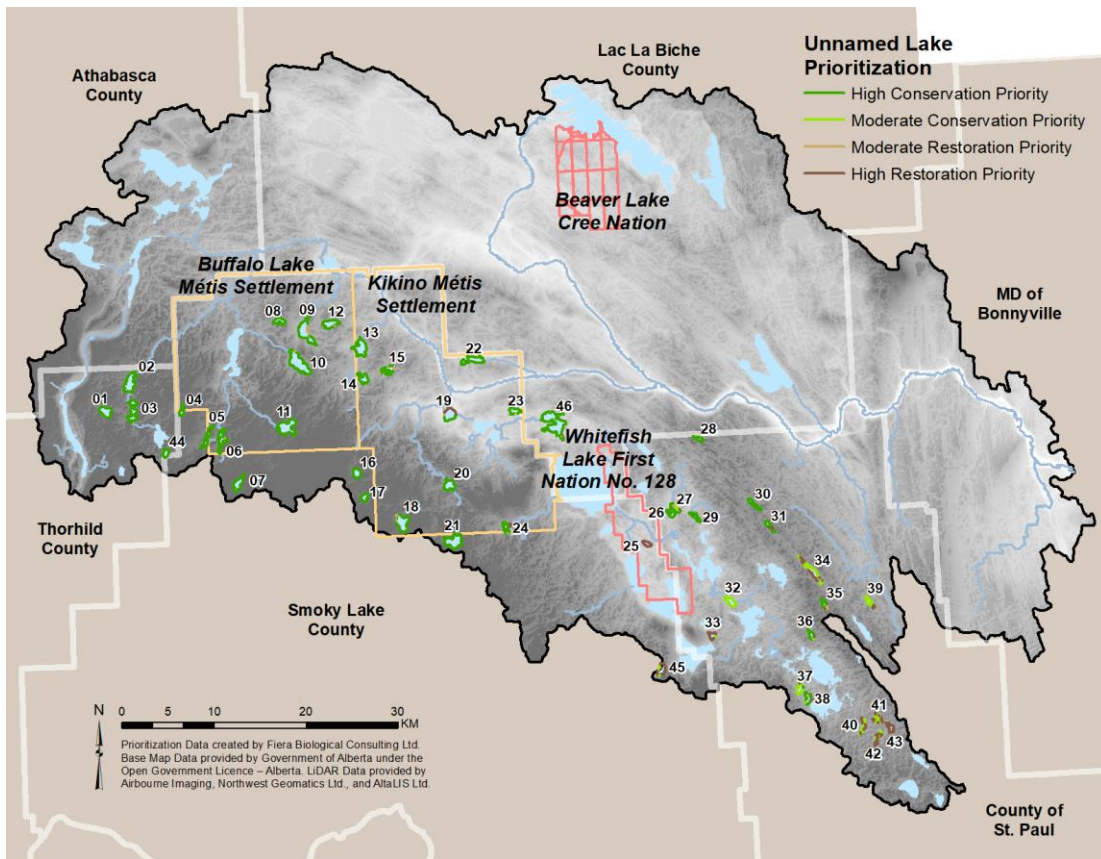 Lac La Biche
County
Unnamed Lake
Prioritization
High Conservation Priority
Moderate Conservation Priority
Moderate Restoration Priority
High Restoration Priority
Athabasca
County
Beaver Lake
Cree Nation
Buffalo Lake
Métis Settlement
Kikino Métis
Settlement
MD of
Bonnyville
08
09
12
13
10
15
14
22
02
01
03
04
05
06
11
19
23
46
28
44
07
16
17
18
20
21
24
Whitefish
Lake First
Nation No. 128
26
27
29
30
31
25
34
35
39
32
33
36
Thorhild
County
Smoky Lake
County
45
37
38
40
41
42
43
N
0 5 10 20 30
KM
Prioritization Data created by Fiera Biological Consulting Ltd.
Base Map Data provided by Government of Alberta under the
Open Government Licence – Alberta. LiDAR Data provided by
Airbourne Imaging, Northwest Geomatics Ltd., and AltaLIS Ltd.
County of
St. Paul